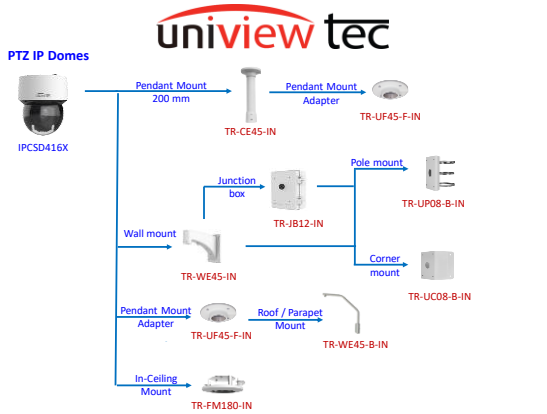 uniview tec
PTZ IP Domes
IPCSD416X
Pendant Mount
200 mm
TR-CE45-IN
Pendant Mount
Adapter
TR-UF45-F-IN
Junction
box
TR-JB12-IN
Pole mount
TR-UP08-B-IN
Wall mount
TR-WE45-IN
Corner
mount
TR-UC08-B-IN
Pendant Mount
Adapter
TR-UF45-F-IN
Roof / Parapet
Mount
TR-WE45-B-IN
In-Ceiling
Mount
TR-FM180-IN